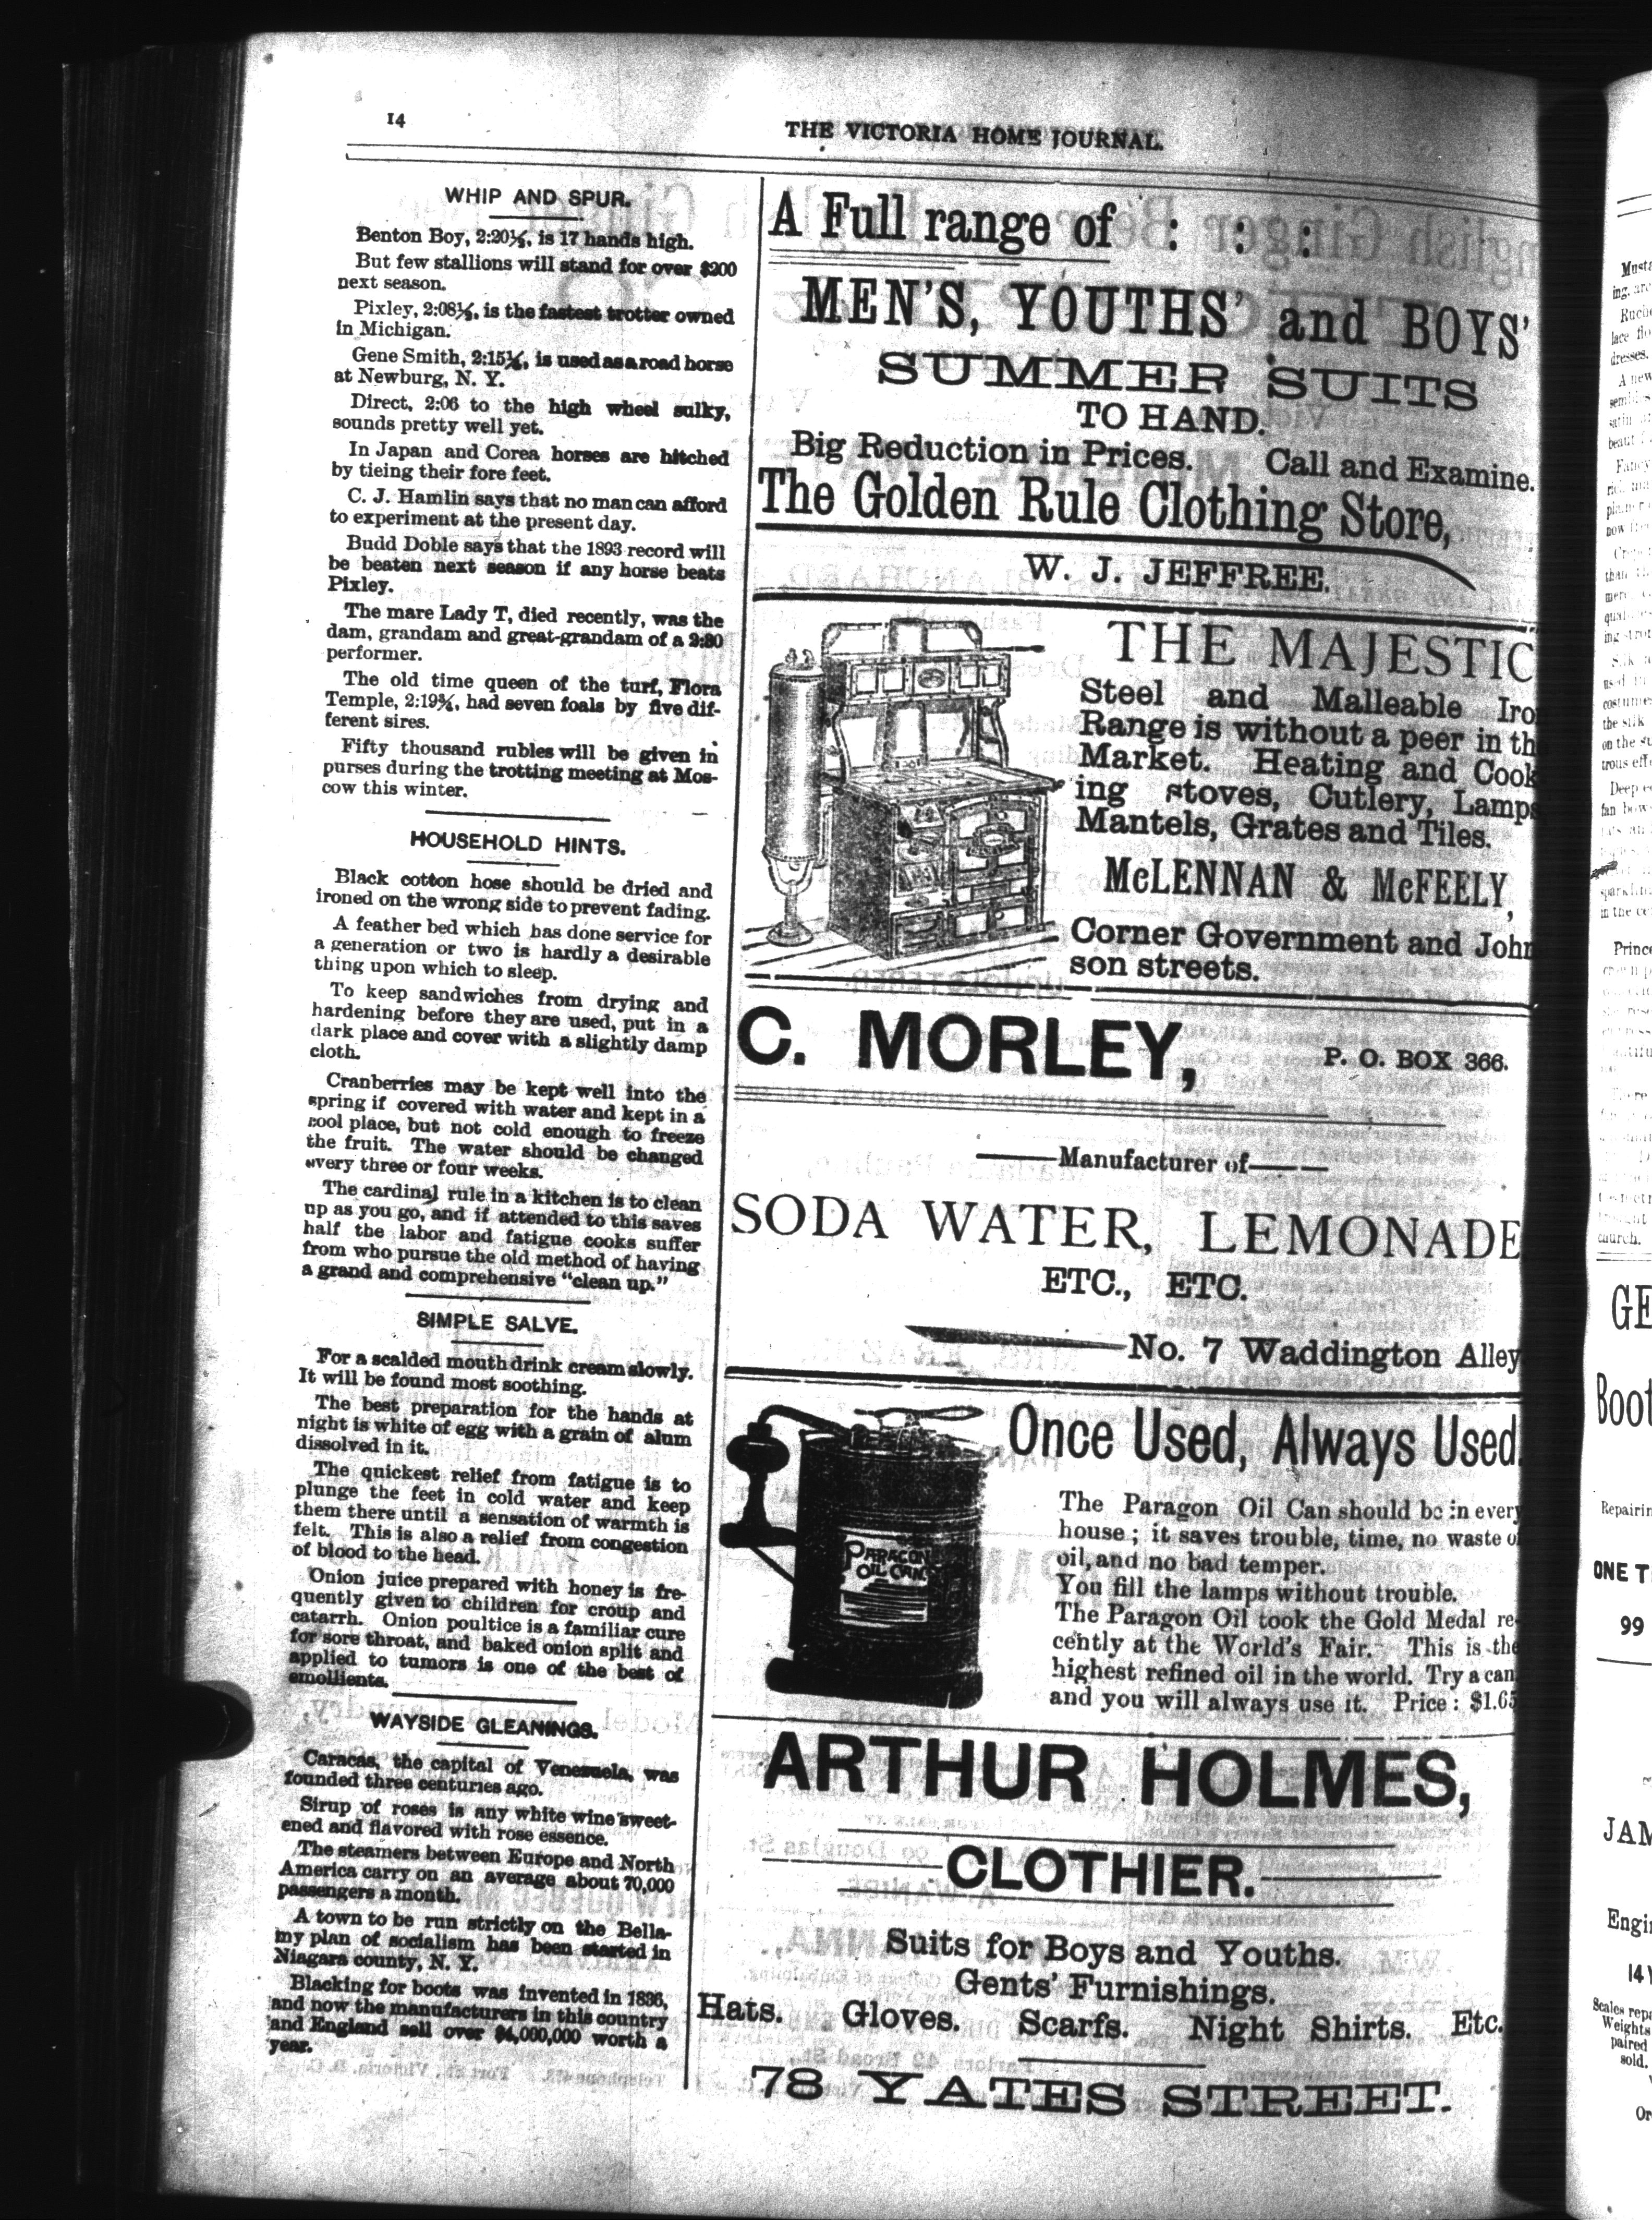 14
THE VICTORIA HOME JOURNAL.
WHIP AND SPUR.
Benton Boy, 2:20½, is 17 hands high.
But few stallions will stand for over $200
next season.
Pixley, 2:08½, is the fastest trotter owned
in Michigan.
Gene Smith, 2:15¼, is used as a road horse
at Newburg, N. Y.
Direct, 2:06 to the high wheel sulky,
sounds pretty well yet.
In Japan and Corea horses are hitched
by tieing their fore feet.
C. J. Hamlin says that no man can afford
to experiment at the present day.
Budd Doble says that the 1893 record will
be beaten next season if any horse beats
Pixley.
The mare Lady T, died recently, was the
dam, grandam and great-grandam of a 2:30
performer.
The old time queen of the turf, Flora
Temple, 2:19¾, had seven foals by five dif-
ferent sires.
Fifty thousand rubles will be given in
purses during the trotting meeting at Mos-
cow this winter.
HOUSEHOLD HINTS.
Black cotton hose should be dried and
ironed on the wrong side to prevent fading.
A feather bed which has done service for
a generation or two is hardly a desirable
thing upon which to sleep.
To keep sandwiches from drying and
hardening before they are used, put in a
dark place and cover with a slightly damp
cloth.
Cranberries may be kept well into the
spring if covered with water and kept in a
cool place, but not cold enough to freeze
the fruit. The water should be changed
every three or four weeks.
The cardinal rule in a kitchen is to clean
up as you go, and if attended to this saves
half the labor and fatigue cooks suffer
from who pursue the old method of having
a grand and comprehensive "clean up."
SIMPLE SALVE.
For a scalded mouth drink cream slowly.
It will be found most soothing.
The best preparation for the hands at
night is white of egg with a grain of alum
dissolved in it.
The quickest relief from fatigue is to
plunge the feet in cold water and keep
them there until a sensation of warmth is
felt. This is also a relief from congestion
of blood to the head.
Onion juice prepared with honey is fre-
quently given to children for croup and
catarrh. Onion poultice is a familiar cure
for sore throat, and baked onion split and
applied to tumors is one of the best of
emollients.
WAYSIDE GLEANINGS.
Caracas, the capital of Venezuela, was
founded three centuries ago.
Sirup of roses is any white wine sweet-
ened and flavored with rose essence.
The steamers between Europe and North
America carry on an average about 70,000
passengers a month.
A town to be run strictly on the Bella-
my plan of socialism has been started in
Niagara county, N. Y.
Blacking for boots was invented in 1836,
and now the manufacturers in this country
and England sell over $4,000,000 worth a
year.
A Full range of : : :
MEN'S, YOUTHS' and BOYS'
SUMMER SUITS
TO HAND.
Big Reduction in Prices. Call and Examine.
The Golden Rule Clothing Store,
W. J. JEFFREE.
THE MAJESTIC
Steel and Malleable Iron
Range is without a peer in the
Market. Heating and Cook-
ing stoves, Cutlery, Lamps
Mantels, Grates and Tiles.
McLENNAN & McFEELY,
Corner Government and John
son streets.
C. MORLEY, P. O. BOX 366.
——Manufacturer of——
SODA WATER, LEMONADE
ETC., ETC.
No. 7 Waddington Alley
Once Used, Always Used.
PARAGON
OIL CAN
The Paragon Oil Can should be in every
house; it saves trouble, time, no waste of
oil, and no bad temper.
You fill the lamps without trouble.
The Paragon Oil took the Gold Medal re-
cently at the World's Fair. This is the
highest refined oil in the world. Try a can
and you will always use it. Price: $1.65
ARTHUR HOLMES,
CLOTHIER.
Suits for Boys and Youths.
Gents' Furnishings.
Hats. Gloves. Scarfs. Night Shirts. Etc.
78 YATES STREET.
dresses.
A new
Prince
church.
Repairin
ONE T
99
Engi
14
Weights
sold.